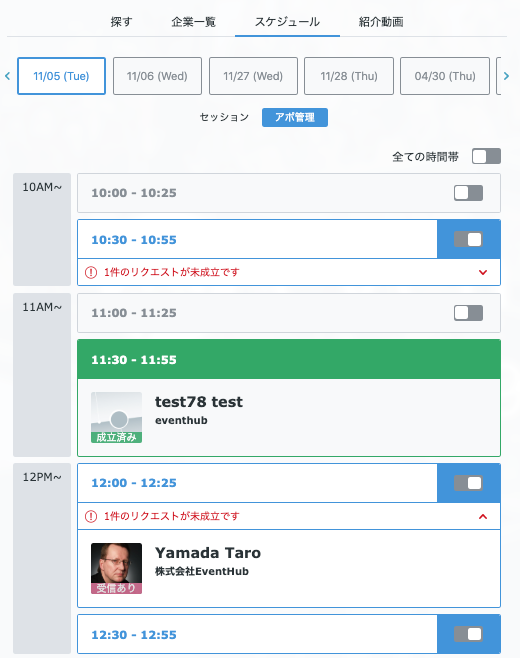 探す 企業一覧 スケジュール 紹介動画
11/05 (Tue) 11/06 (Wed) 11/27 (Wed) 11/28 (Thu) 04/30 (Thu)
セッション アポ管理
全ての時間帯
10AM~
10:00 - 10:25
10:30 - 10:55
1件のリクエストが未成立です
11AM~
11:00 - 11:25
11:30 - 11:55
test78 test
eventhub
成立済み
12PM~
12:00 - 12:25
1件のリクエストが未成立です
Yamada Taro
株式会社EventHub
受信あり
12:30 - 12:55